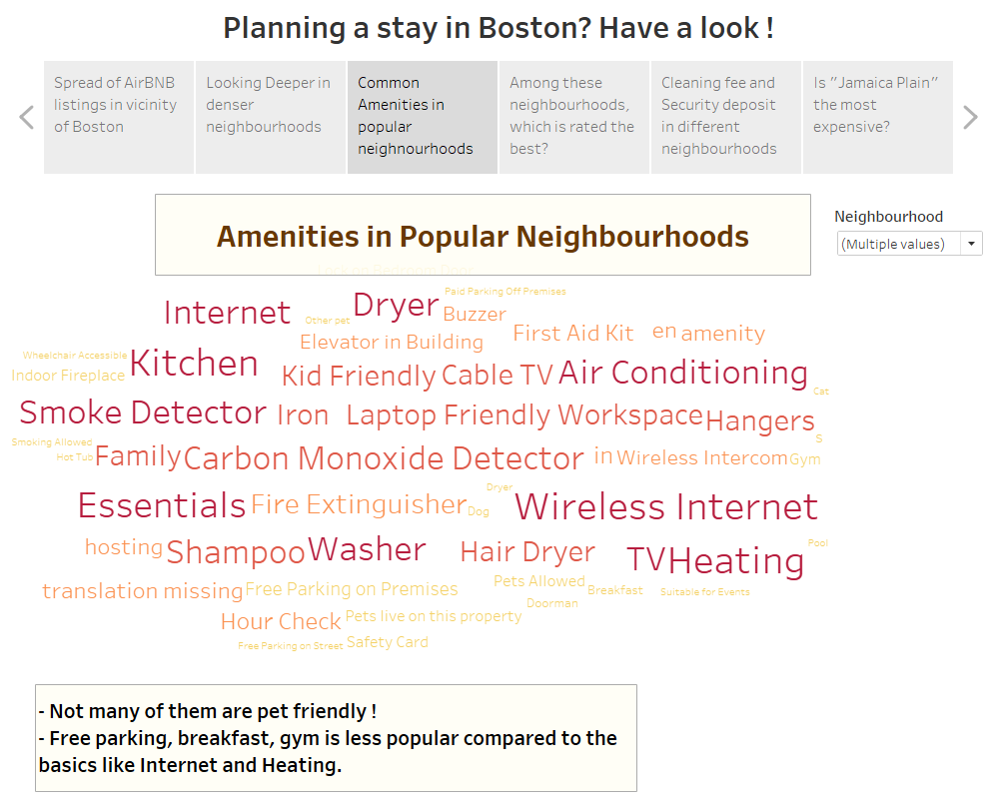 Planning a stay in Boston? Have a look !
Spread of AirBNB
listings in vicinity
of Boston
Looking Deeper in
denser
neighbourhoods
Common
Amenities in
popular
neighnourhoods
Among these
neighbourhoods,
which is rated the
best?
Cleaning fee and
Security deposit
in different
neighbourhoods
Is "Jamaica Plain"
the most
expensive?
Amenities in Popular Neighbourhoods
Neighbourhood
(Multiple values)
Paid Parking Off Premises
Internet
Other pet
Dryer
Buzzer
Elevator in Building
First Aid Kit
en
amenity
Wheelchair Accessible
Indoor Fireplace
Kitchen
Kid Friendly
Cable TV
Air Conditioning
Cat
Smoke Detector
Iron
Laptop Friendly Workspace
Hangers
S
Smoking Allowed
Hot Tub
Family
Carbon Monoxide Detector
in
Wireless Intercom
Gym
Essentials
Fire Extinguisher
Dryer
Dog
Wireless Internet
hosting
Shampoo
Washer
Hair Dryer
TV
Heating
Pool
translation missing
Free Parking on Premises
Pets Allowed
Breakfast
Suitable for Events
Doorman
Hour Check
Pets live on this property
Free Parking on Street
Safety Card
- Not many of them are pet friendly !
- Free parking, breakfast, gym is less popular compared to the
basics like Internet and Heating.